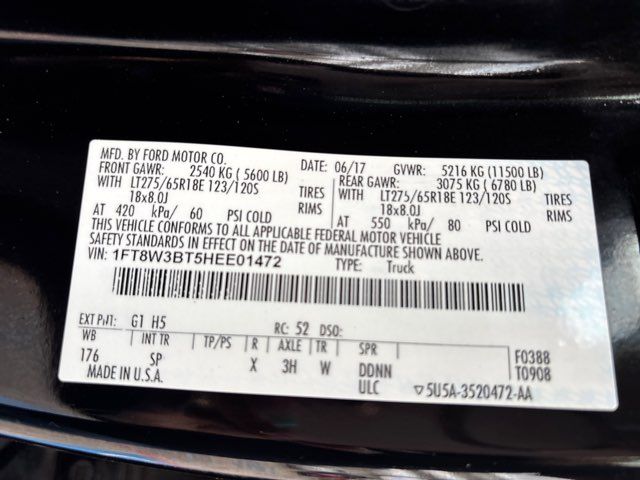 MFD. BY FORD MOTOR CO.
DATE: 06/17 GVWR: 5216 KG (11500 LB)
FRONT GAWR: 2540 KG ( 5600 LB) REAR GAWR: 3075 KG ( 6780 LB)
WITH LT275/65R18E 123/120S TIRES WITH LT275/65R18E 123/120S TIRES
18x8.0J RIMS 18x8.0J RIMS
AT 420 kPa/ 60 PSI COLD AT 550 kPa/ 80 PSI COLD
THIS VEHICLE CONFORMS TO ALL APPLICABLE FEDERAL MOTOR VEHICLE
SAFETY STANDARDS IN EFFECT ON THE DATE OF MANUFACTURE SHOWN ABOVE.
VIN: 1FT8W3BT5HEE01472 TYPE: Truck
EXT PNT: G1 H5 RC: 52 DSO:
WB INT TR TP/PS R AXLE TR SPR
176 5P X 3H W DDNN F0388
MADE IN U.S.A. ULC T0908
▽5U5A-3520472-AA